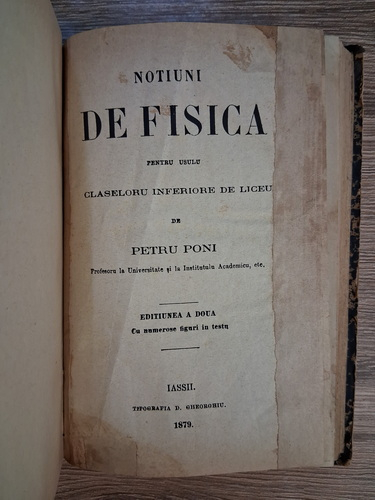 NOTIUNI
DE FISICA
PENTRU USULU
CLASELORU INFERIORE DE LICEU
DE
PETRU PONI
Profesoru la Universitate și la Institutulu Academicu, etc.
EDITIUNEA A DOUA
Cu numerose figuri in testu
IASSII.
TIPOGRAFIA D. GHEORGHIU.
1879.